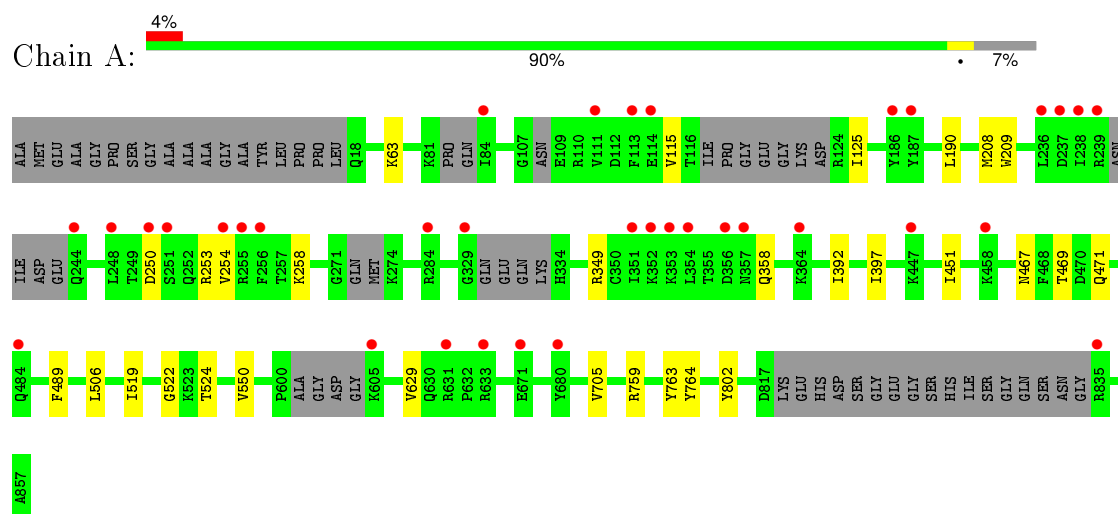 4%
Chain A:
90% • 7%
ALA MET GLU ALA GLY PRO SER GLY ALA ALA ALA GLY ALA TYR LEU PRO PRO LEU Q18 K63 K81 PRO GLN I84 G107 ASN E109 R110 V111 D112 F113 E114 V115 T116 ILE PRO GLY GLU GLY LYS ASP R124 I125 Y186 Y187 L190 M208 W209 L236 D237 I238 R239 ASN
ILE ASP GLU Q244 L248 T249 D250 S251 Q252 R253 V254 R255 F256 T257 K258 G271 GLN MET K274 R284 G329 GLN GLU GLN LYS H334 R349 C350 I351 K352 K353 L354 T355 D356 N357 Q358 K364 I392 I397 K447 I451 K458 N467 F468 T469 D470 Q471
Q484 F489 L506 I519 G522 K523 T524 V550 P600 ALA GLY ASP GLY K605 V629 Q630 R631 P632 R633 E671 Y680 V705 R759 Y763 Y764 Y802 D817 LYS GLU HIS ASP SER GLY GLU GLY SER HIS ILE SER GLY GLN SER ASN GLY R835
A857